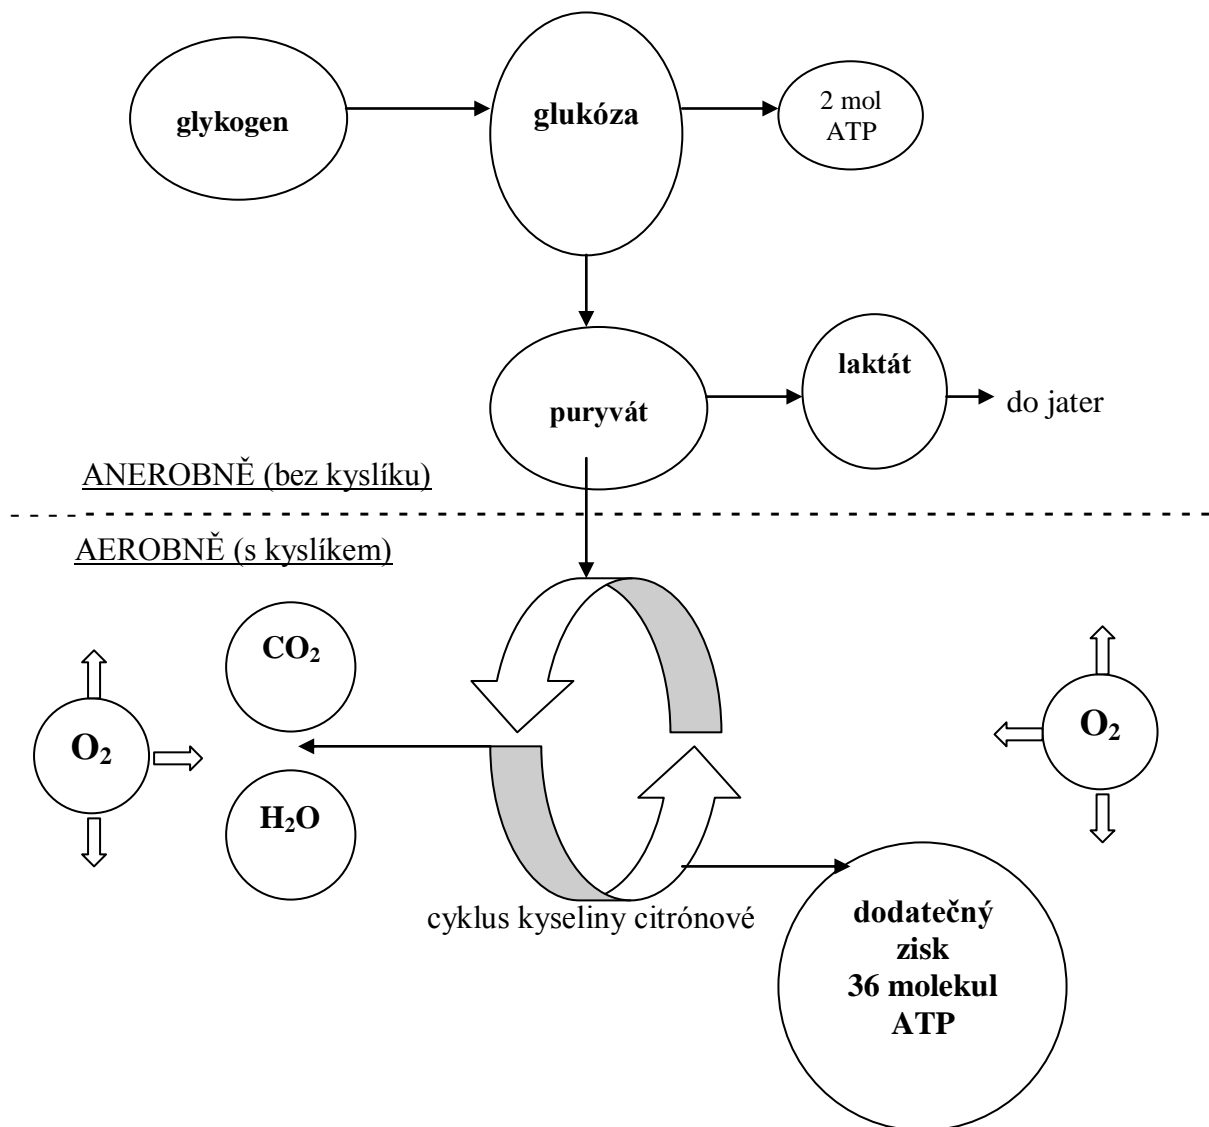 glykogen
glukóza
2 mol
ATP
puryvát
laktát
do jater
ANEROBNĚ (bez kyslíku)
AEROBNĚ (s kyslíkem)
CO₂
O₂
H₂O
O₂
cyklus kyseliny citrónové
dodatečný
zisk
36 molekul
ATP